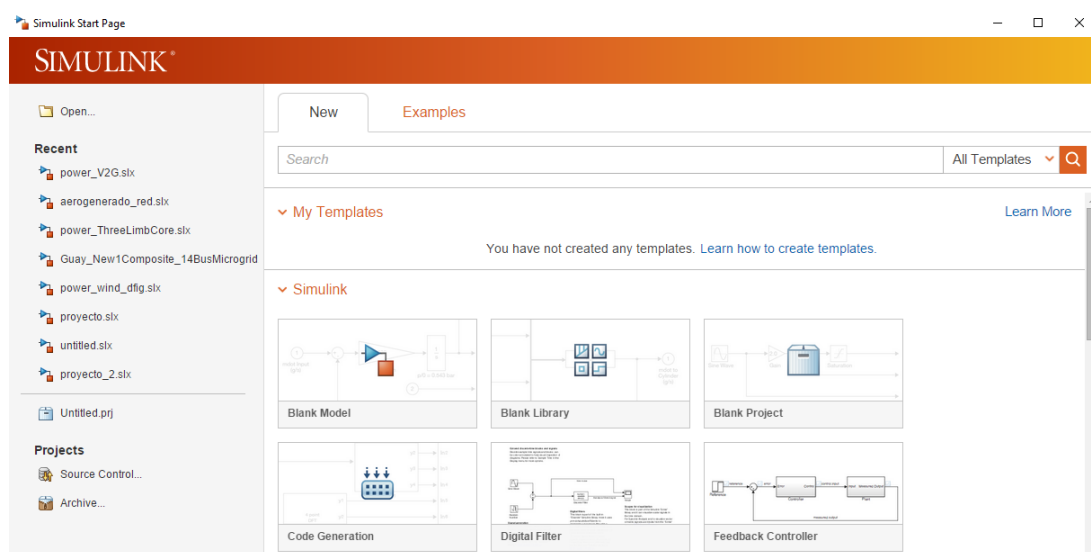 Simulink Start Page
SIMULINK®
Open...
Recent
power_V2G.slx
aerogenerado_red.slx
power_ThreeLimbCore.slx
Guay_New1Composite_14BusMicrogrid
power_wind_dfig.slx
proyecto.slx
untitled.slx
proyecto_2.slx
Untitled.prj
Projects
Source Control...
Archive...
New Examples
Search All Templates
My Templates Learn More
You have not created any templates. Learn how to create templates.
Simulink
Blank Model Blank Library Blank Project
Code Generation Digital Filter Feedback Controller